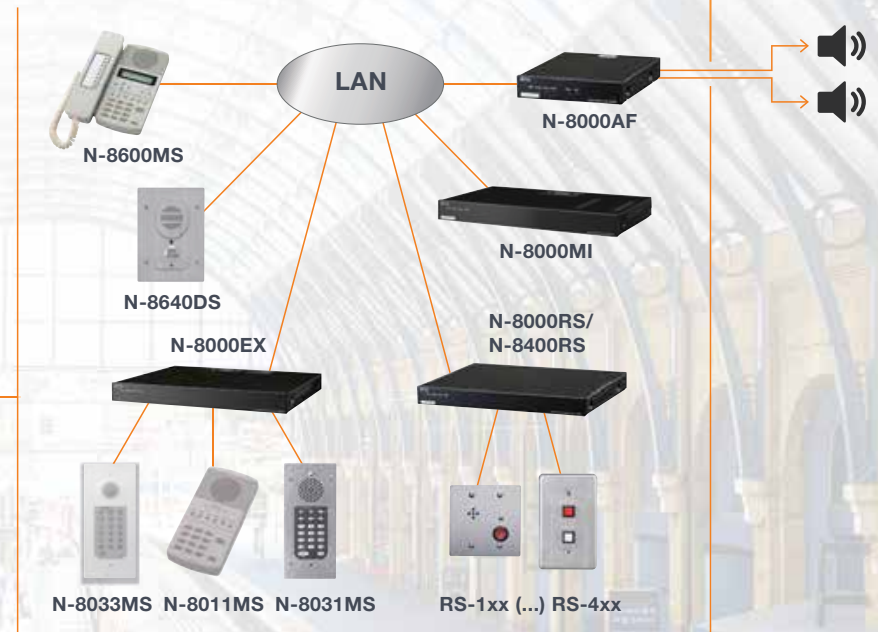 LAN
N-8000AF
N-8600MS
N-8000MI
N-8640DS
N-8000RS/
N-8400RS
N-8000EX
N-8033MS N-8011MS N-8031MS
RS-1xx (...) RS-4xx